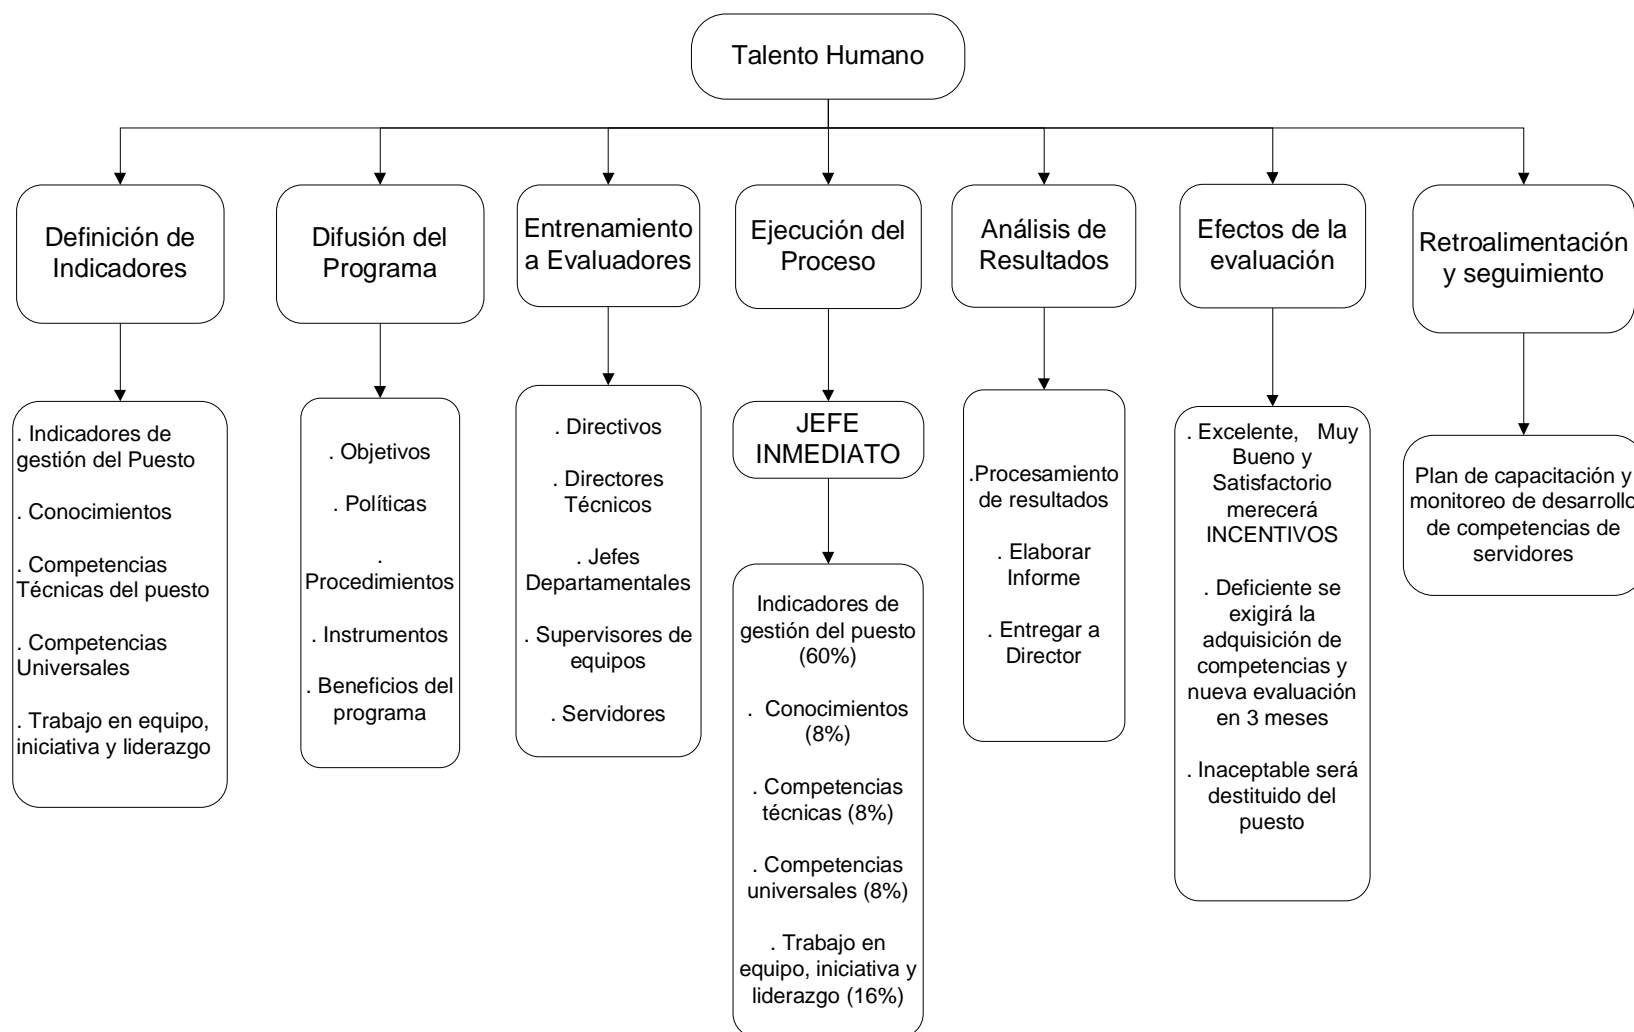 Talento Humano
Definición de
Indicadores
Difusión del
Programa
Entrenamiento
a Evaluadores
Ejecución del
Proceso
Análisis de
Resultados
Efectos de la
evaluación
Retroalimentación
y seguimiento
. Indicadores de
gestión del Puesto
. Conocimientos
. Competencias
Técnicas del puesto
. Competencias
Universales
. Trabajo en equipo,
iniciativa y liderazgo
. Objetivos
. Políticas
.
Procedimientos
. Instrumentos
. Beneficios del
programa
. Directivos
. Directores
Técnicos
. Jefes
Departamentales
. Supervisores de
equipos
. Servidores
JEFE
INMEDIATO
Indicadores de
gestión del puesto
(60%)
. Conocimientos
(8%)
. Competencias
técnicas (8%)
. Competencias
universales (8%)
. Trabajo en
equipo, iniciativa y
liderazgo (16%)
.Procesamiento
de resultados
. Elaborar
Informe
. Entregar a
Director
. Excelente, Muy
Bueno y
Satisfactorio
merecerá
INCENTIVOS
. Deficiente se
exigirá la
adquisición de
competencias y
nueva evaluación
en 3 meses
. Inaceptable será
destituido del
puesto
Plan de capacitación y
monitoreo de desarrollo
de competencias de
servidores